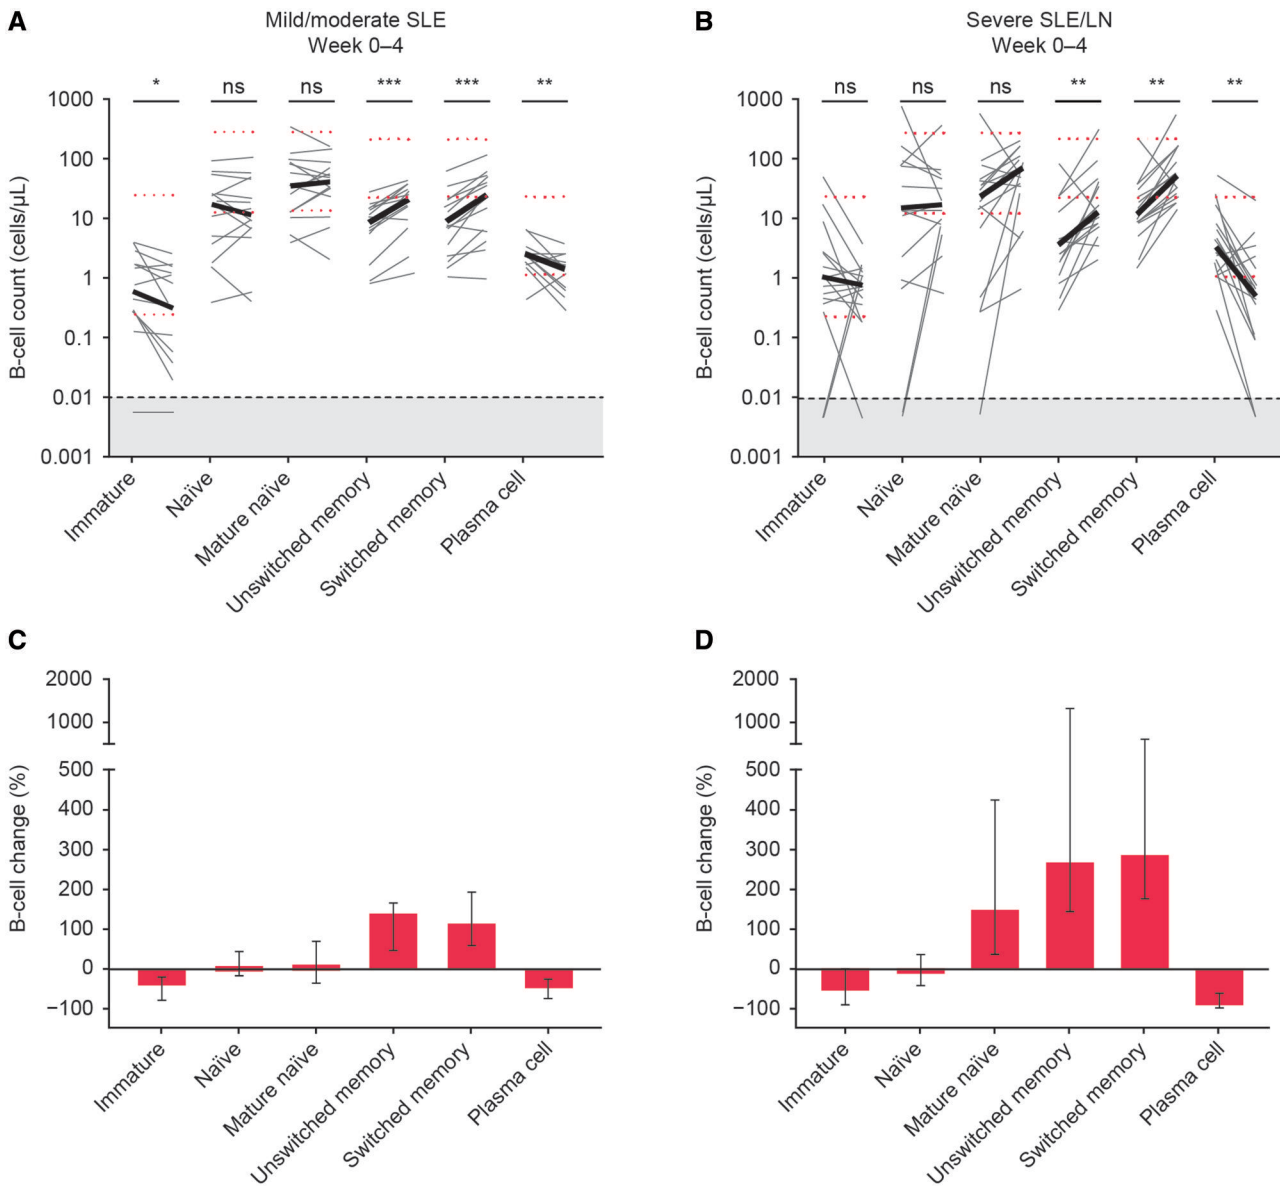 A
Mild/moderate SLE
Week 0–4
B-cell count (cells/µL)
* ns ns *** *** **
1000
100
10
1
0.1
0.01
0.001
Immature
Naïve
Mature naïve
Unswitched memory
Switched memory
Plasma cell
B
Severe SLE/LN
Week 0–4
B-cell count (cells/µL)
ns ns ns ** ** **
1000
100
10
1
0.1
0.01
0.001
Immature
Naïve
Mature naïve
Unswitched memory
Switched memory
Plasma cell
C
B-cell change (%)
2000
1000
500
400
300
200
100
0
−100
Immature
Naïve
Mature naïve
Unswitched memory
Switched memory
Plasma cell
D
B-cell change (%)
2000
1000
500
400
300
200
100
0
−100
Immature
Naïve
Mature naïve
Unswitched memory
Switched memory
Plasma cell